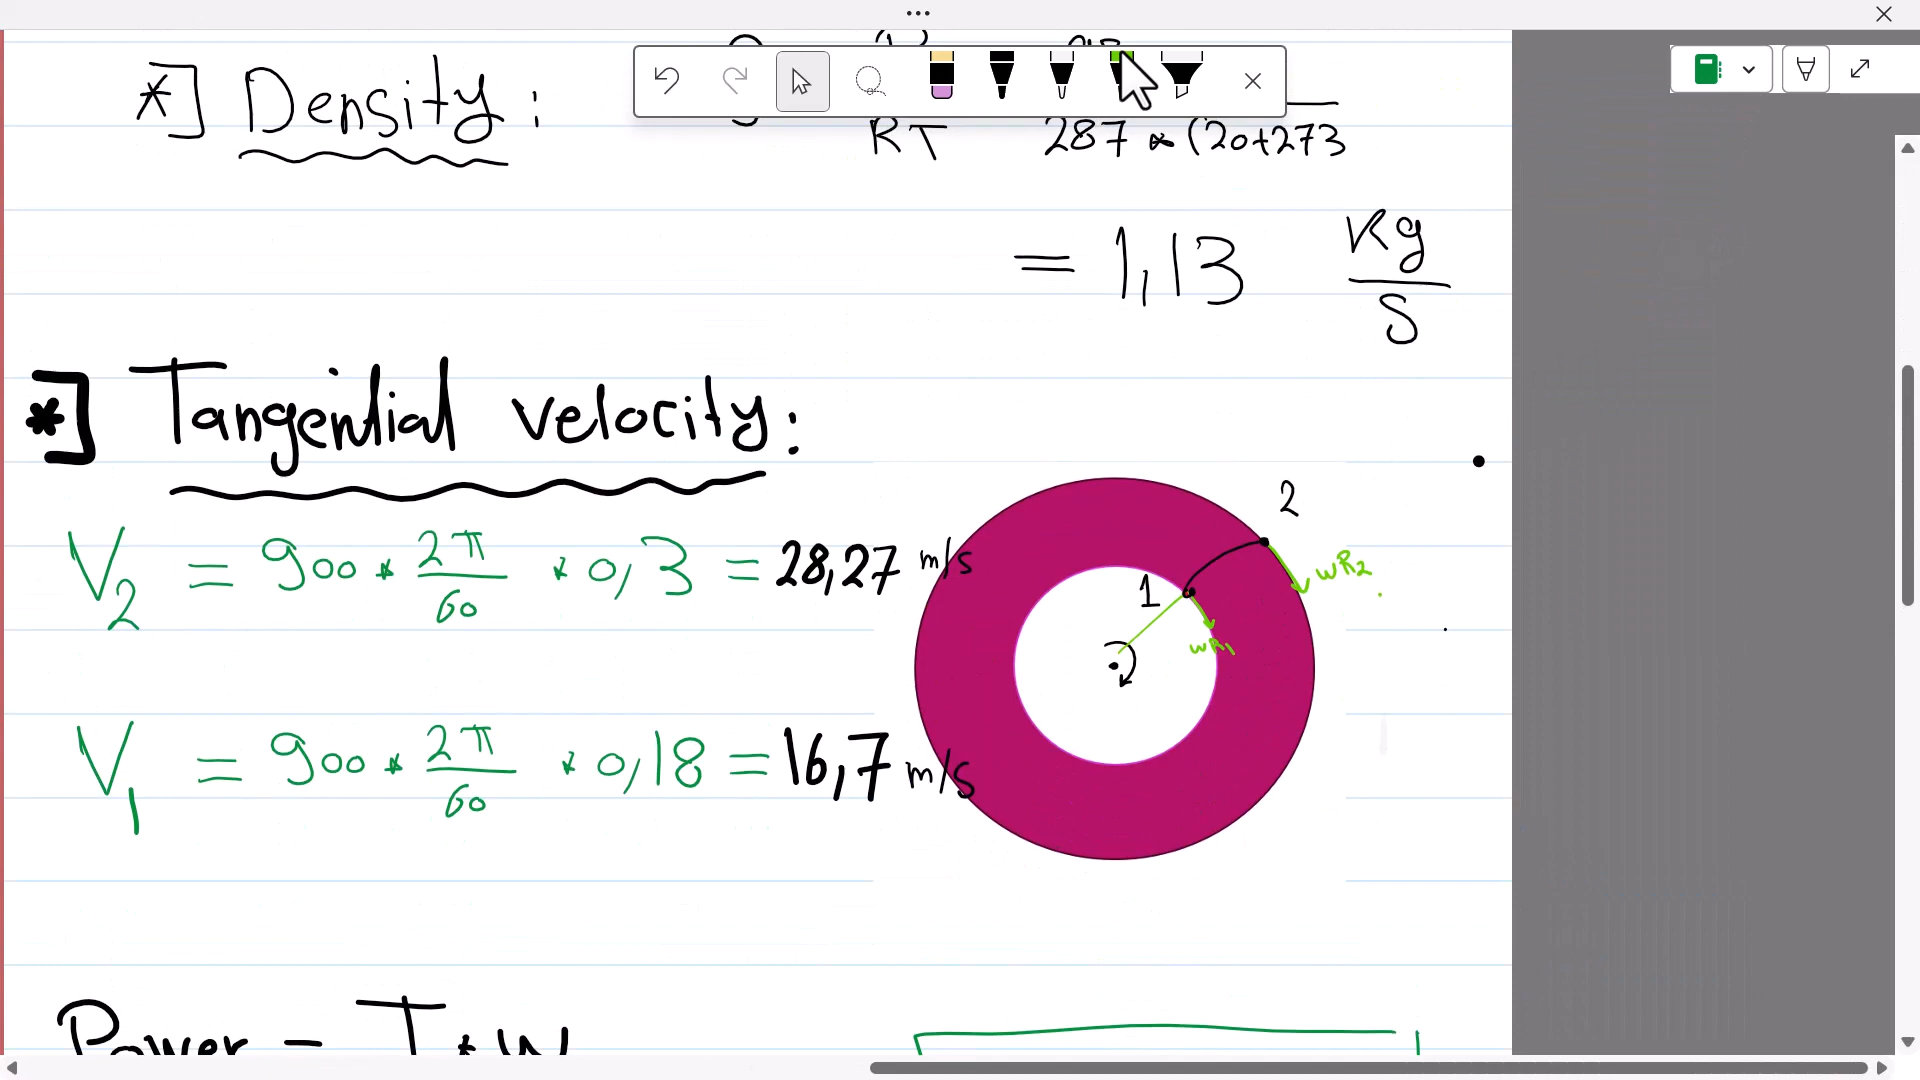 *] Density:
RT 287 * (20+273
= 1,13 Kg/S
*] Tangential velocity:
2
V2 = 900 * 2π/60 * 0,3 = 28,27 m/s
1
wR2
wR1
V1 = 900 * 2π/60 * 0,18 = 16,7 m/s
Power = T * W